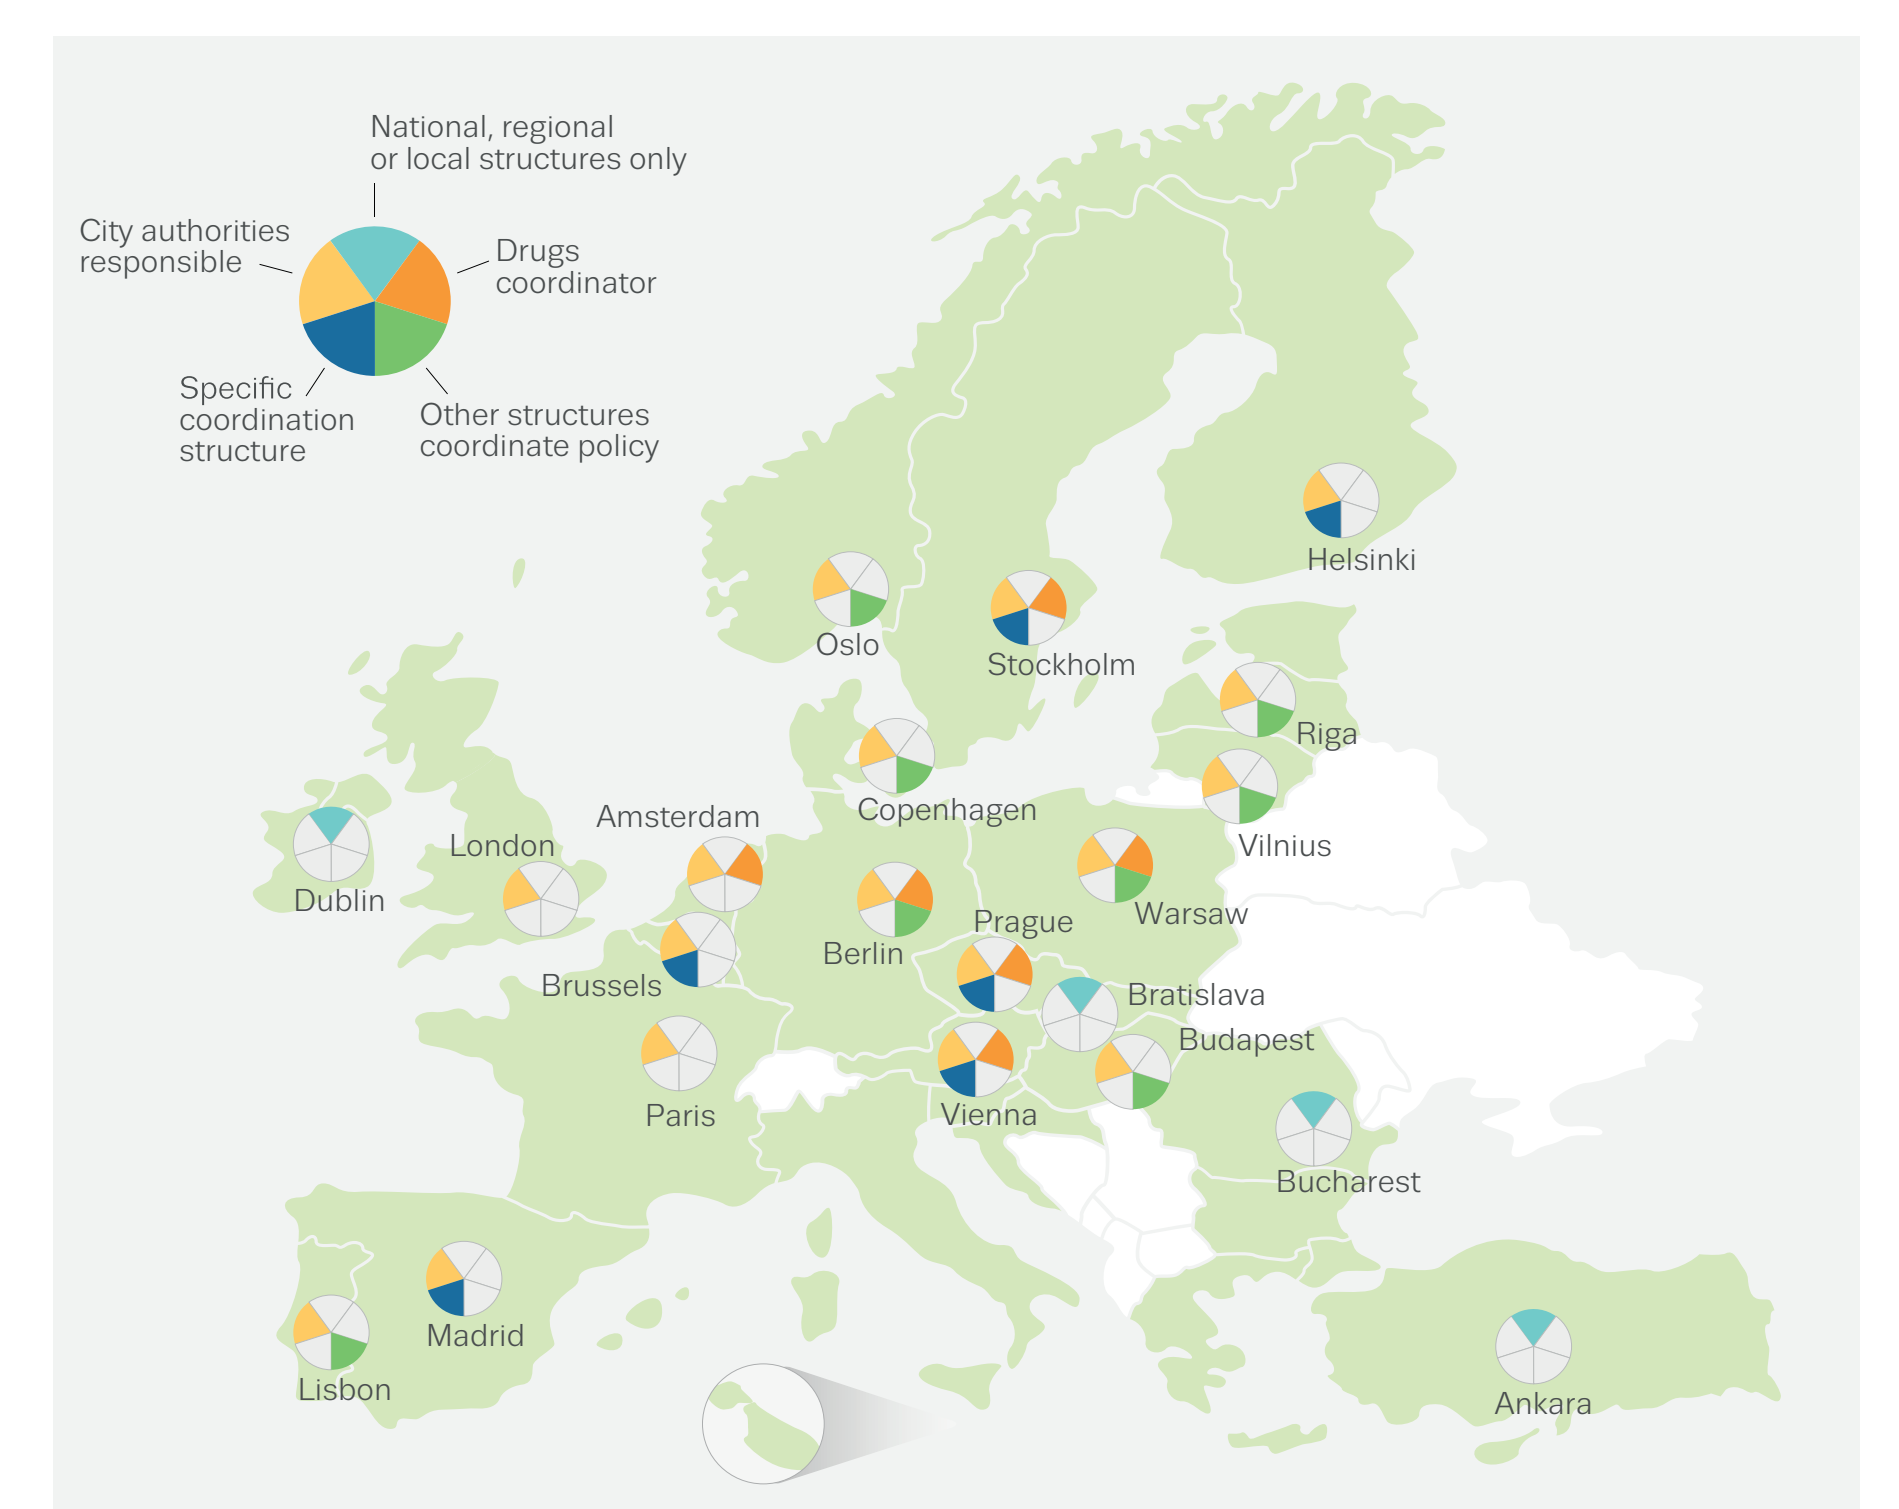 National, regional
or local structures only
City authorities
responsible
Drugs
coordinator
Specific
coordination
structure
Other structures
coordinate policy
Helsinki
Oslo
Stockholm
Riga
Copenhagen
Amsterdam
London
Vilnius
Dublin
Warsaw
Prague
Berlin
Brussels
Bratislava
Budapest
Paris
Vienna
Bucharest
Madrid
Lisbon
Ankara